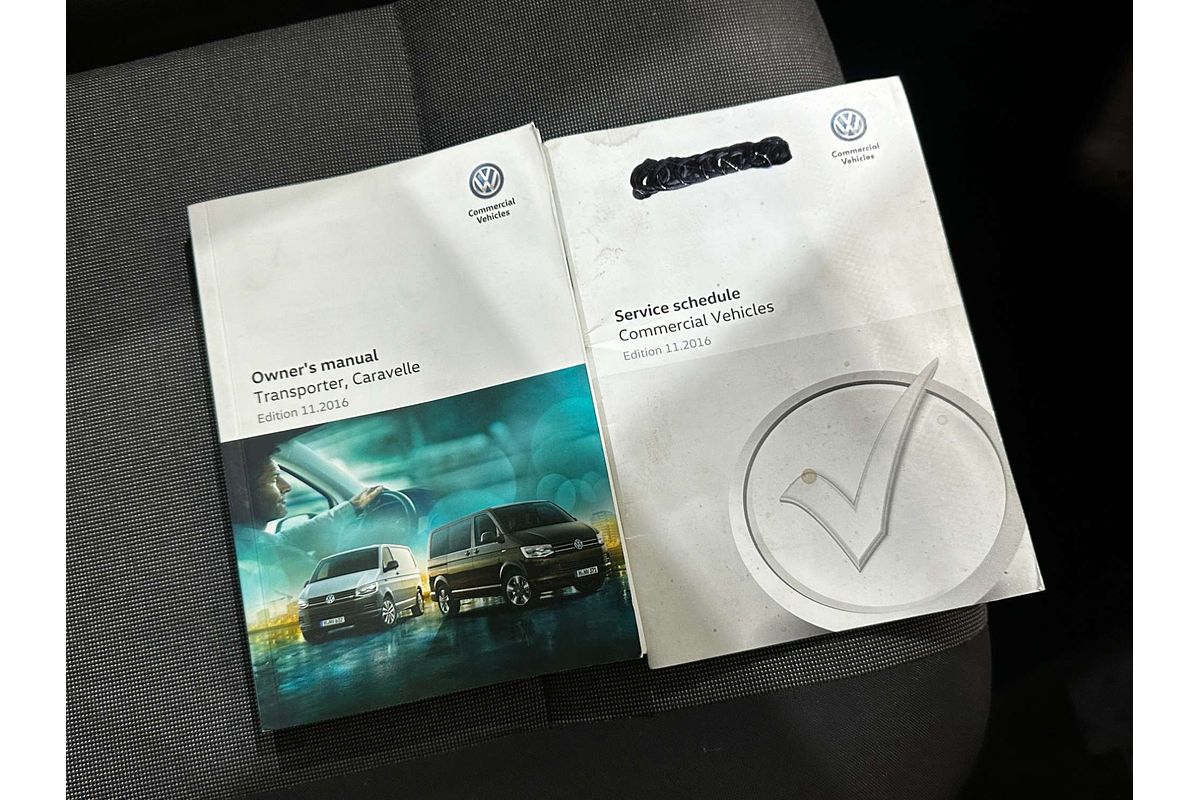 Commercial
Vehicles
Owner's manual
Transporter, Caravelle
Edition 11.2016
Commercial
Vehicles
Service schedule
Commercial Vehicles
Edition 11.2016